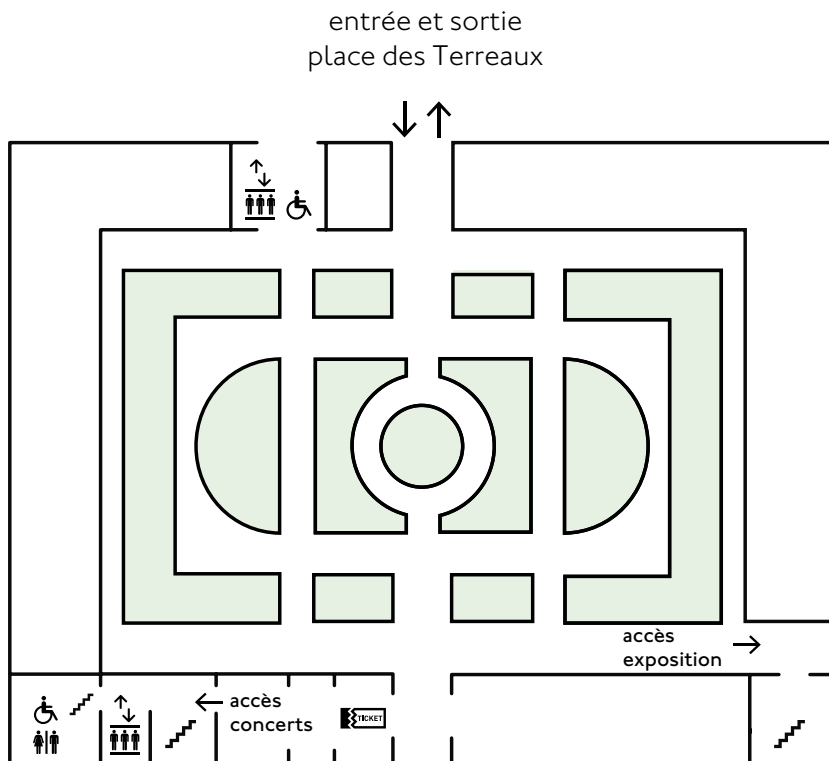 entrée et sortie
place des Terreaux
accès
exposition
accès
concerts
TICKET